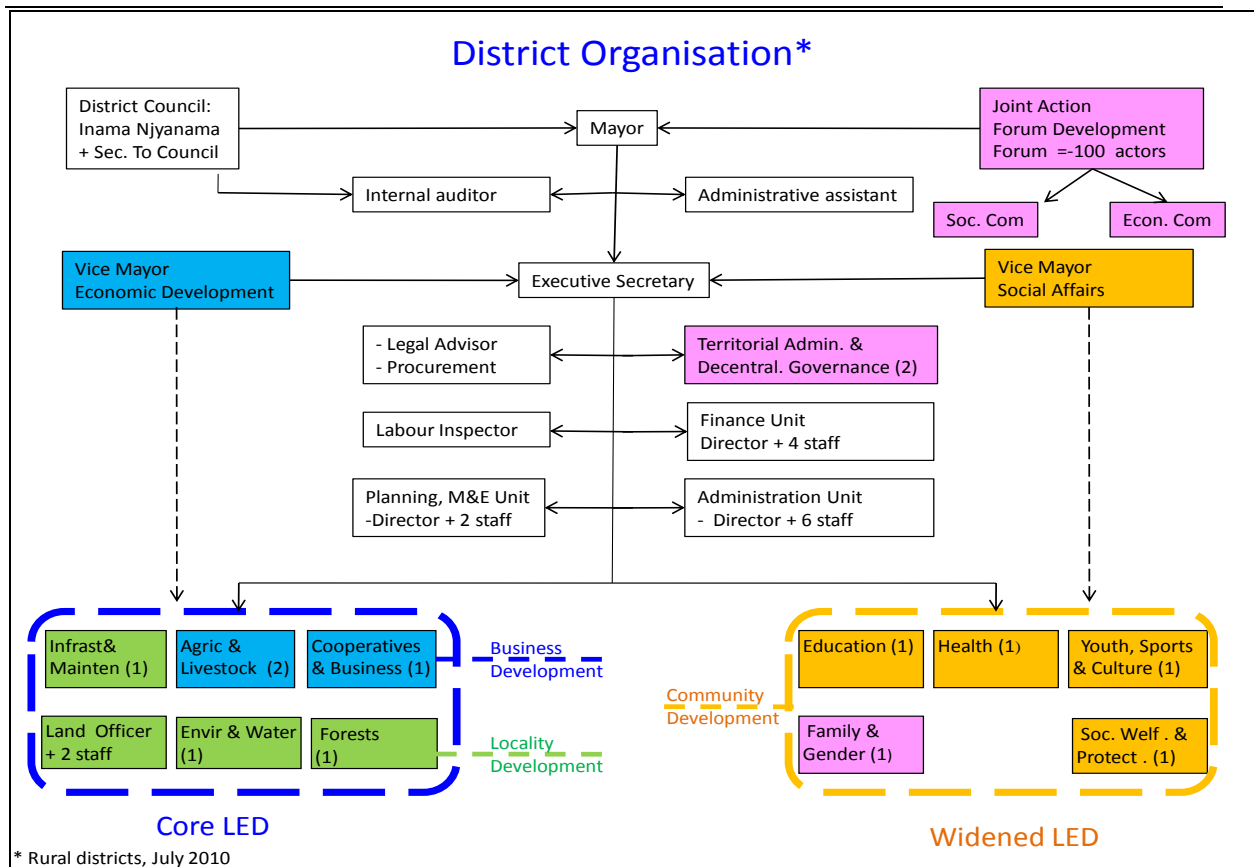 District Organisation*
District Council:
Inama Njyanama
+ Sec. To Council
Mayor
Joint Action
Forum Development
Forum =-100 actors
Internal auditor
Administrative assistant
Soc. Com
Econ. Com
Vice Mayor
Economic Development
Executive Secretary
Vice Mayor
Social Affairs
- Legal Advisor
- Procurement
Territorial Admin. &
Decentral. Governance (2)
Labour Inspector
Finance Unit
Director + 4 staff
Planning, M&E Unit
-Director + 2 staff
Administration Unit
- Director + 6 staff
Infrast&
Mainten (1)
Agric &
Livestock (2)
Cooperatives
& Business (1)
Business
Development
Land Officer
+ 2 staff
Envir & Water
(1)
Forests
(1)
Locality
Development
Core LED
Education (1)
Health (1)
Youth, Sports
& Culture (1)
Community
Development
Family &
Gender (1)
Soc. Welf . &
Protect . (1)
Widened LED
* Rural districts, July 2010